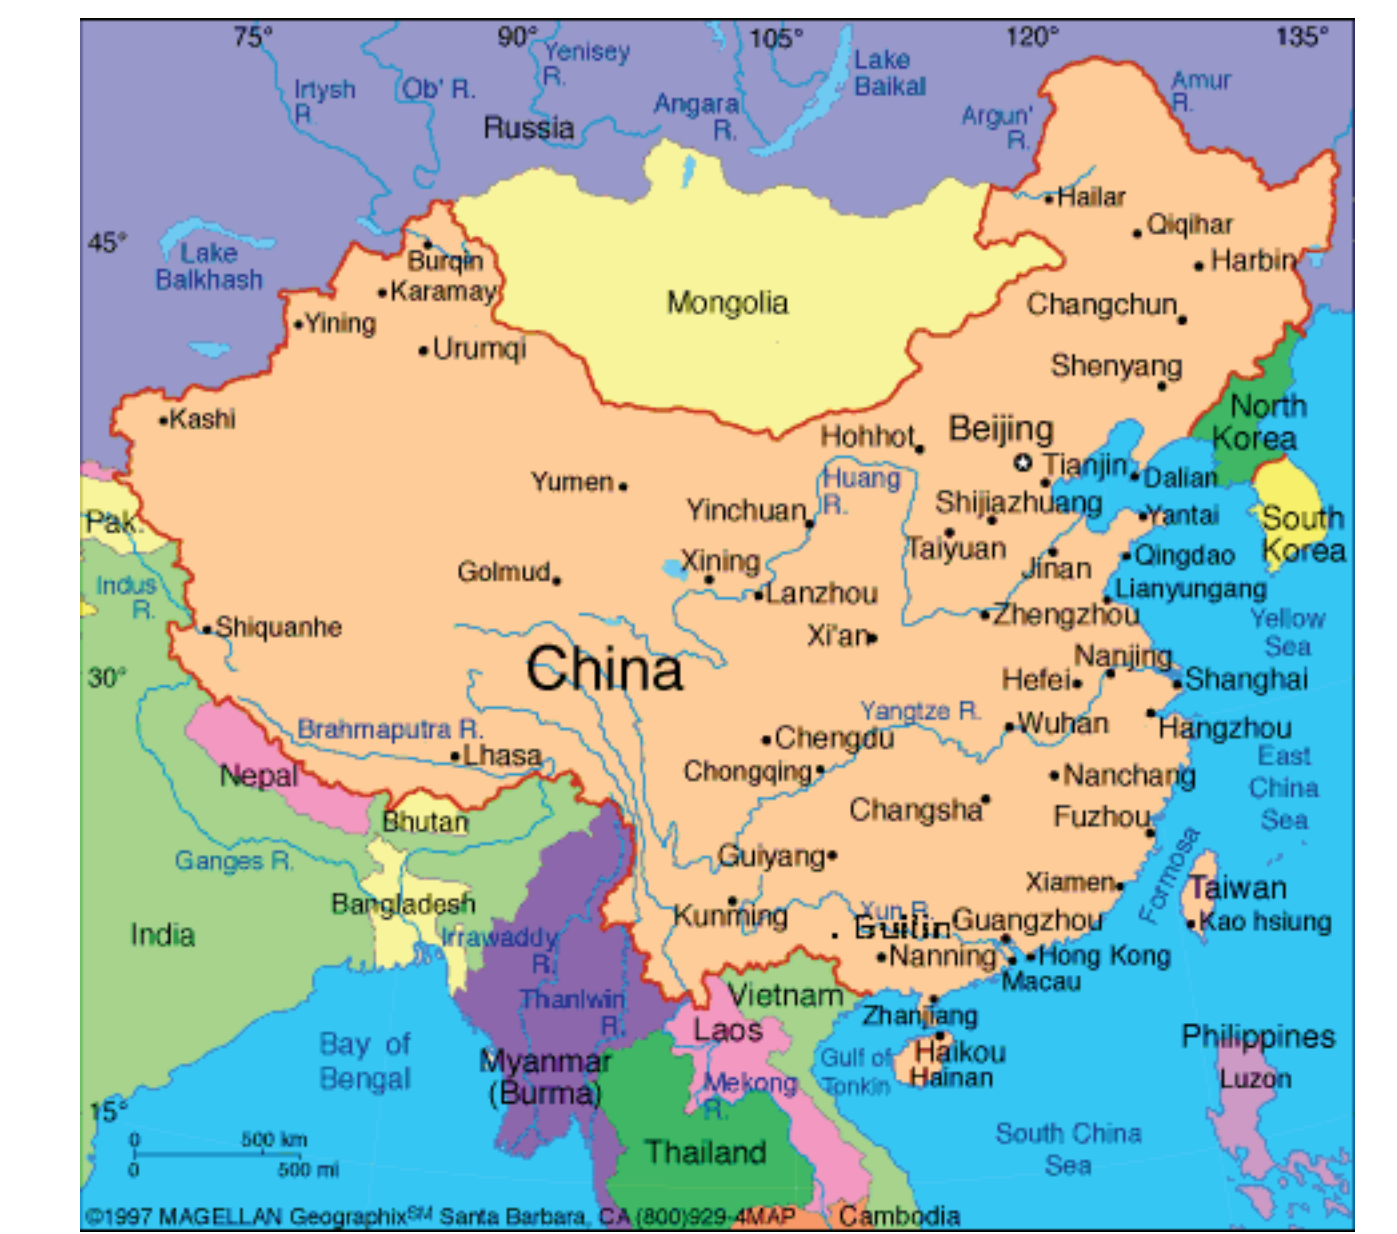 75°
90°
105°
120°
135°
Irtysh
R.
Ob' R.
Yenisey
R.
Angara
R.
Lake
Baikal
Argun'
R.
Amur
R.
Russia
45°
Lake
Balkhash
Hailar
Qiqihar
Harbin
Burqin
Karamay
Yining
Urumqi
Mongolia
Changchun
Shenyang
Kashi
North
Korea
Hohhot
Beijing
Tianjin
Dalian
Yumen
Huang
R.
Yinchuan
Shijiazhuang
Yantai
South
Korea
Pak.
Taiyuan
Jinan
Qingdao
Golmud
Xining
Lanzhou
Lianyungang
Indus
R.
Zhengzhou
Yellow
Sea
Shiquanhe
Xi'an
China
Nanjing
Hefei
Shanghai
30°
Brahmaputra R.
Yangtze R.
Wuhan
Hangzhou
Chengdu
East
China
Sea
Lhasa
Nepal
Chongqing
Nanchang
Changsha
Fuzhou
Bhutan
Ganges R.
Guiyang
Formosa
Xiamen
Taiwan
Bangladesh
Kunming
Xun R.
Guilin
Guangzhou
Kao hsiung
India
Irrawaddy
R.
Nanning
Hong Kong
Macau
Thanlwin
R.
Vietnam
Zhanjiang
Laos
Bay of
Bengal
Myanmar
(Burma)
Gulf of
Tonkin
Haikou
Hainan
Philippines
Luzon
Mekong
R.
15°
0 500 km
0 500 mi
Thailand
South China
Sea
©1997 MAGELLAN Geographix SM Santa Barbara, CA (800)929-4MAP
Cambodia